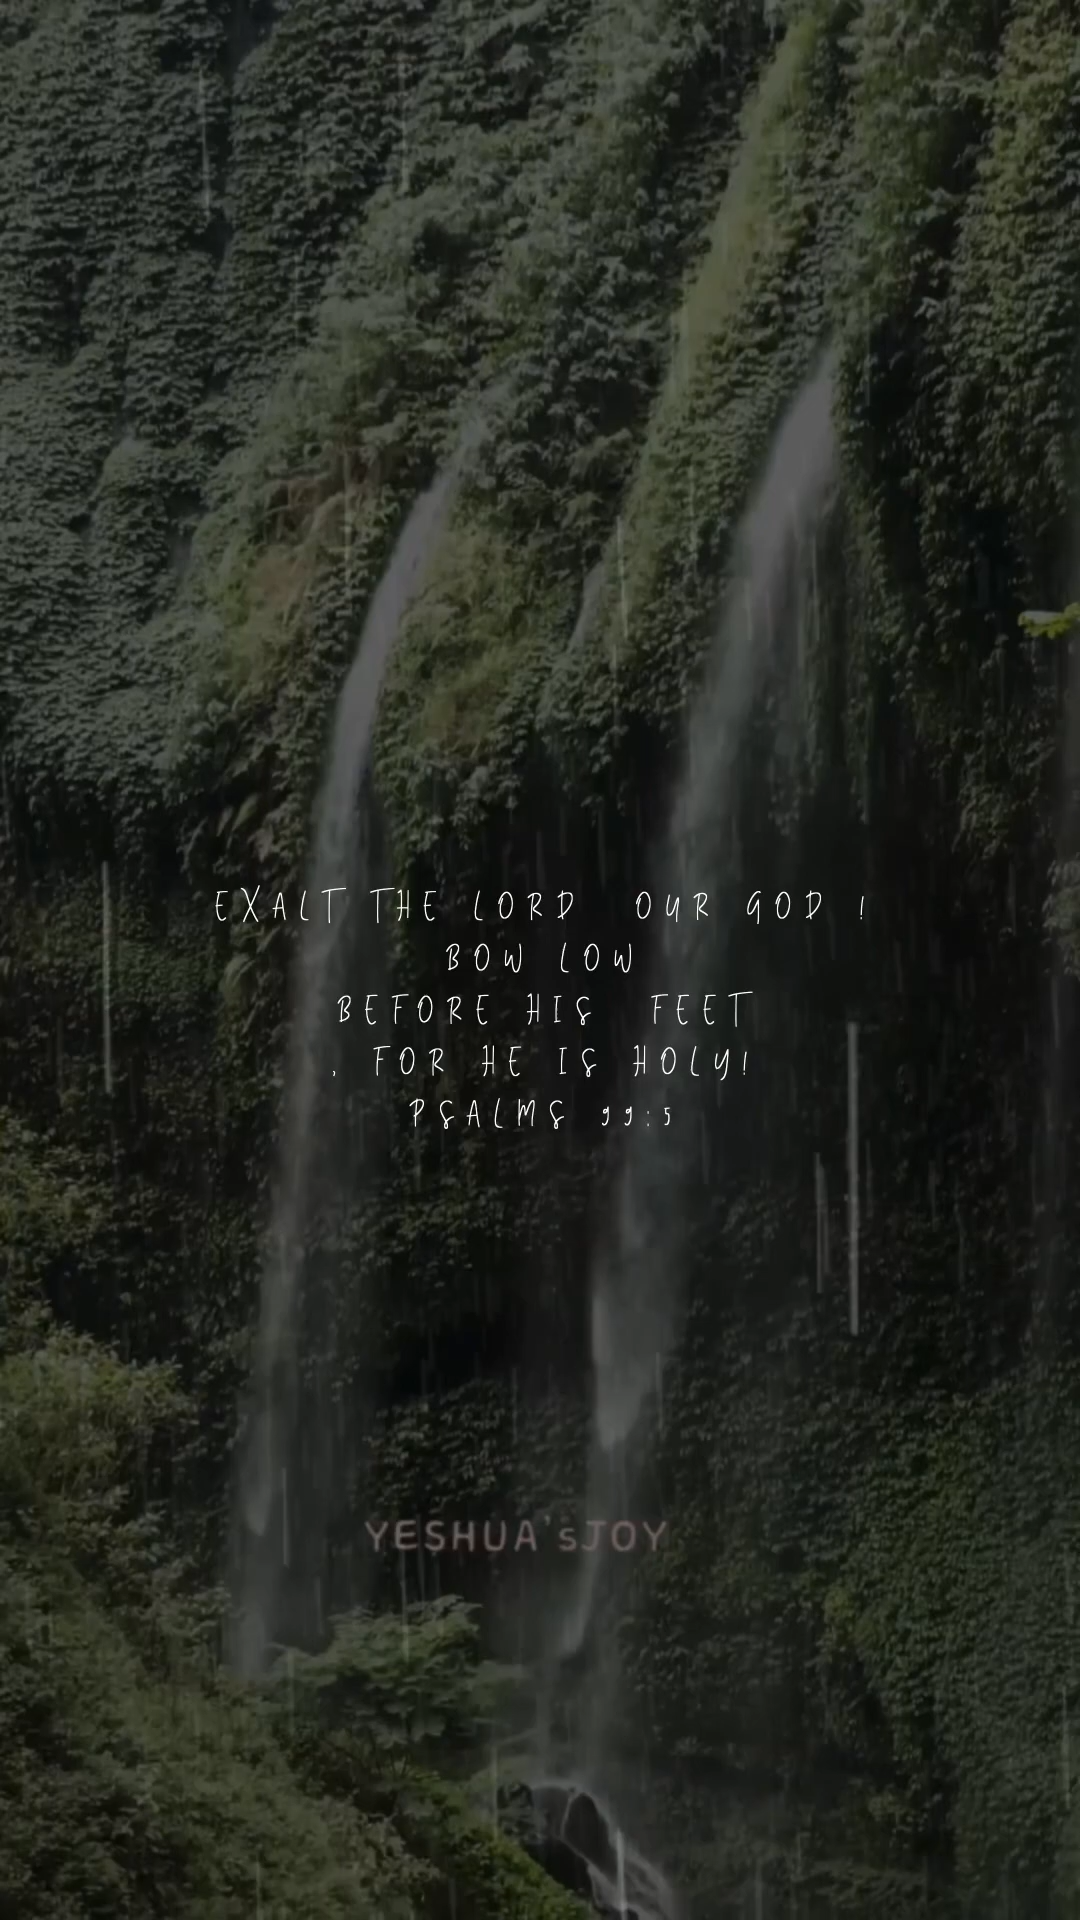 EXALT THE LORD OUR GOD !
BOW LOW
BEFORE HIS FEET
, FOR HE IS HOLY!
PSALMS 99:5
YESHUA'sJOY